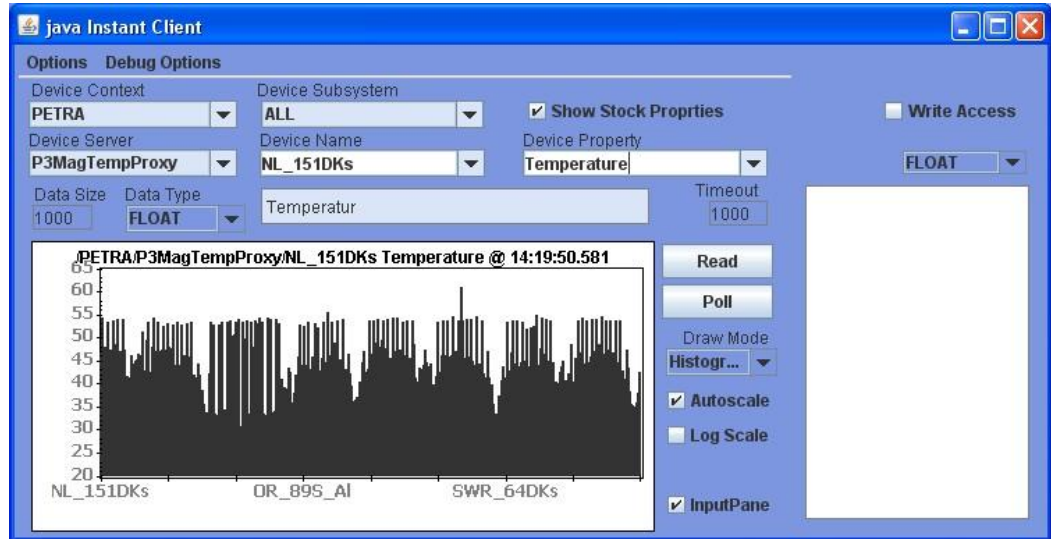 java Instant Client
Options Debug Options
Device Context Device Subsystem
PETRA ALL Show Stock Proprties Write Access
Device Server Device Name Device Property
P3MagTempProxy NL_151DKs Temperature FLOAT
Data Size Data Type Timeout
1000 FLOAT Temperatur 1000
/PETRA/P3MagTempProxy/NL_151DKs Temperature @ 14:19:50.581
Read
65
60
Poll
55
50
Draw Mode
45
Histogr...
40
Autoscale
35
Log Scale
30
25
20
NL_151DKs OR_89S_Al SWR_64DKs
InputPane